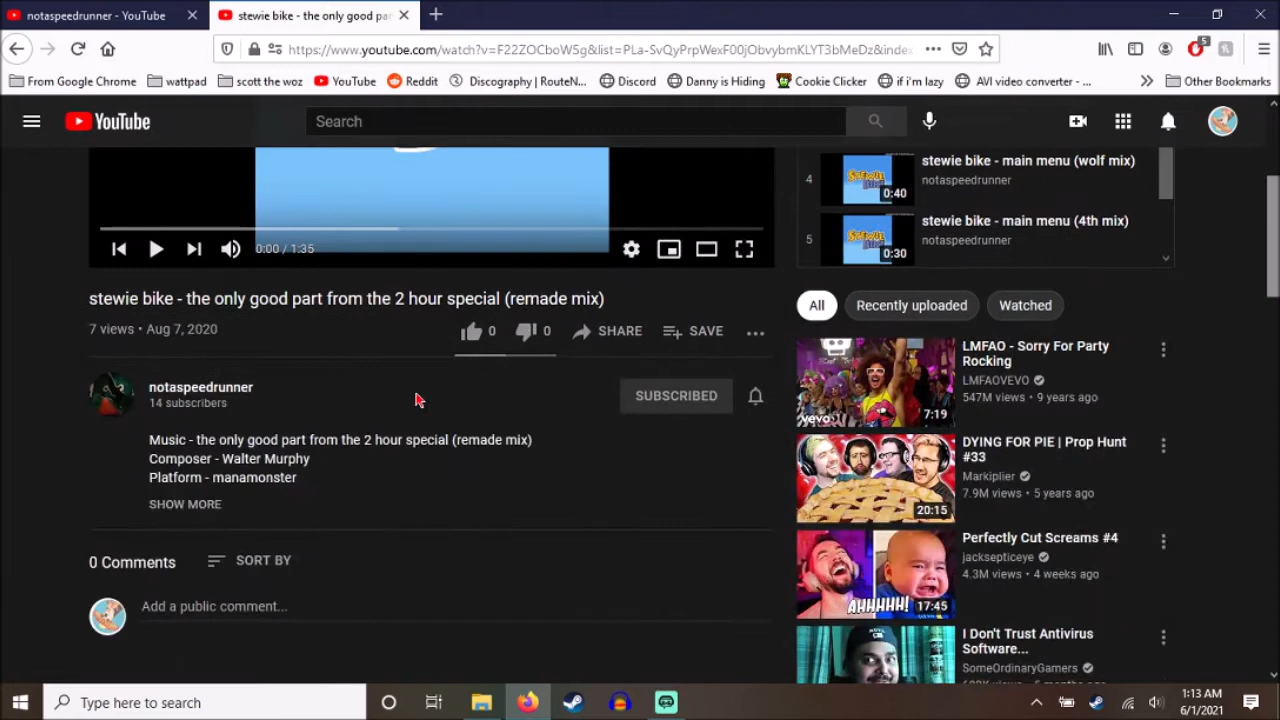 notaspeedrunner - YouTube
stewie bike - the only good pa
https://www.youtube.com/watch?v=F22ZOCboW5g&list=PLa-SvQyPrpWexF00jObvybmKLYT3bMeDz&index
5
From Google Chrome
wattpad
scott the woz
YouTube
Reddit
Discography | RouteN...
Discord
Danny is Hiding
Cookie Clicker
if i'm lazy
AVI video converter - ...
Other Bookmarks
YouTube
Search
0:00 / 1:35
4
0:40
stewie bike - main menu (wolf mix)
notaspeedrunner
5
0:30
stewie bike - main menu (4th mix)
notaspeedrunner
stewie bike - the only good part from the 2 hour special (remade mix)
7 views • Aug 7, 2020
0
0
SHARE
SAVE
notaspeedrunner
14 subscribers
SUBSCRIBED
Music - the only good part from the 2 hour special (remade mix)
Composer - Walter Murphy
Platform - manamonster
SHOW MORE
0 Comments
SORT BY
Add a public comment...
All
Recently uploaded
Watched
vevo
7:19
LMFAO - Sorry For Party
Rocking
LMFAOVEVO
547M views • 9 years ago
20:15
DYING FOR PIE | Prop Hunt
#33
Markiplier
7.9M views • 5 years ago
AHHHHH!
17:45
Perfectly Cut Screams #4
jacksepticeye
4.3M views • 4 weeks ago
I Don't Trust Antivirus
Software...
SomeOrdinaryGamers
Type here to search
1:13 AM
6/1/2021